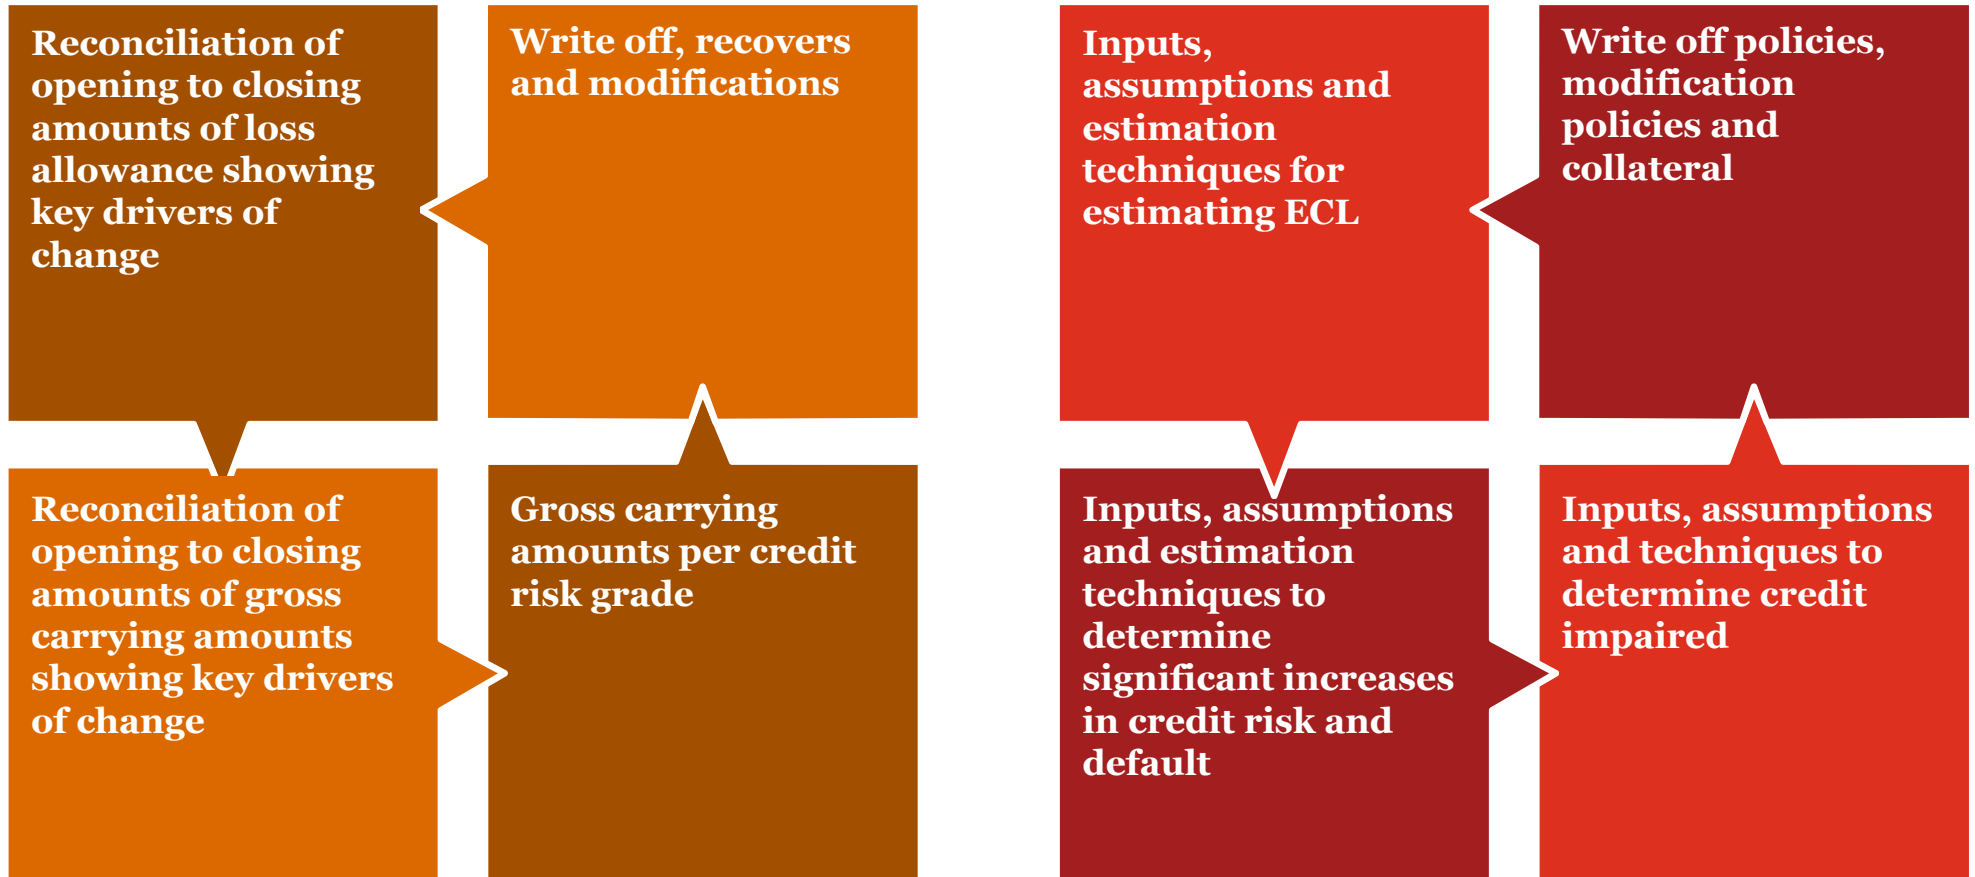 Reconciliation of
opening to closing
amounts of loss
allowance showing
key drivers of
change
Write off, recovers
and modifications
Inputs,
assumptions and
estimation
techniques for
estimating ECL
Write off policies,
modification
policies and
collateral
Reconciliation of
opening to closing
amounts of gross
carrying amounts
showing key drivers
of change
Gross carrying
amounts per credit
risk grade
Inputs, assumptions
and estimation
techniques to
determine
significant increases
in credit risk and
default
Inputs, assumptions
and techniques to
determine credit
impaired